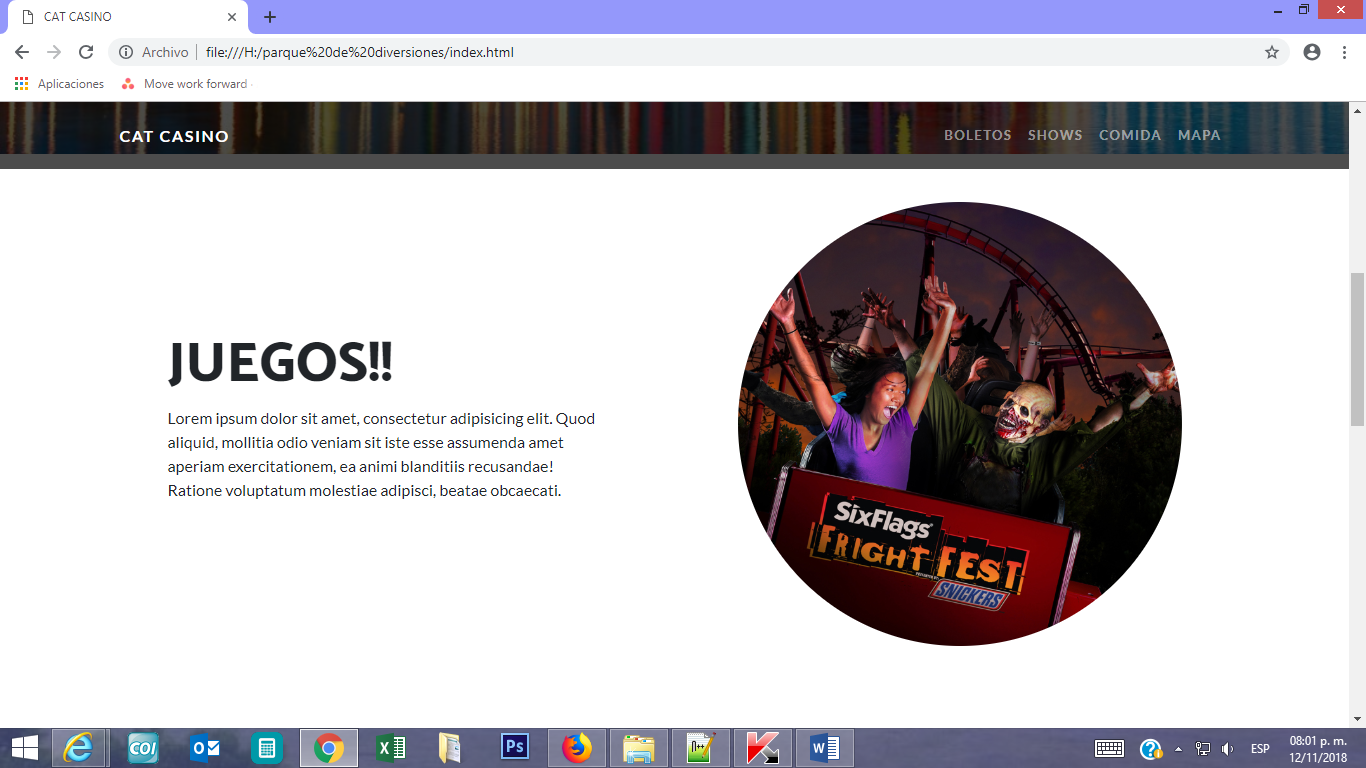 CAT CASINO
Archivo
file:///H:/parque%20de%20diversiones/index.html
Aplicaciones
Move work forward
CAT CASINO
BOLETOS SHOWS COMIDA MAPA
JUEGOS!!
Lorem ipsum dolor sit amet, consectetur adipisicing elit. Quod
aliquid, mollitia odio veniam sit iste esse assumenda amet
aperiam exercitationem, ea animi blanditiis recusandae!
Ratione voluptatum molestiae adipisci, beatae obcaecati.
SixFlags
FRIGHT FEST
SNICKERS
COI
Ps
ESP
08:01 p. m.
12/11/2018